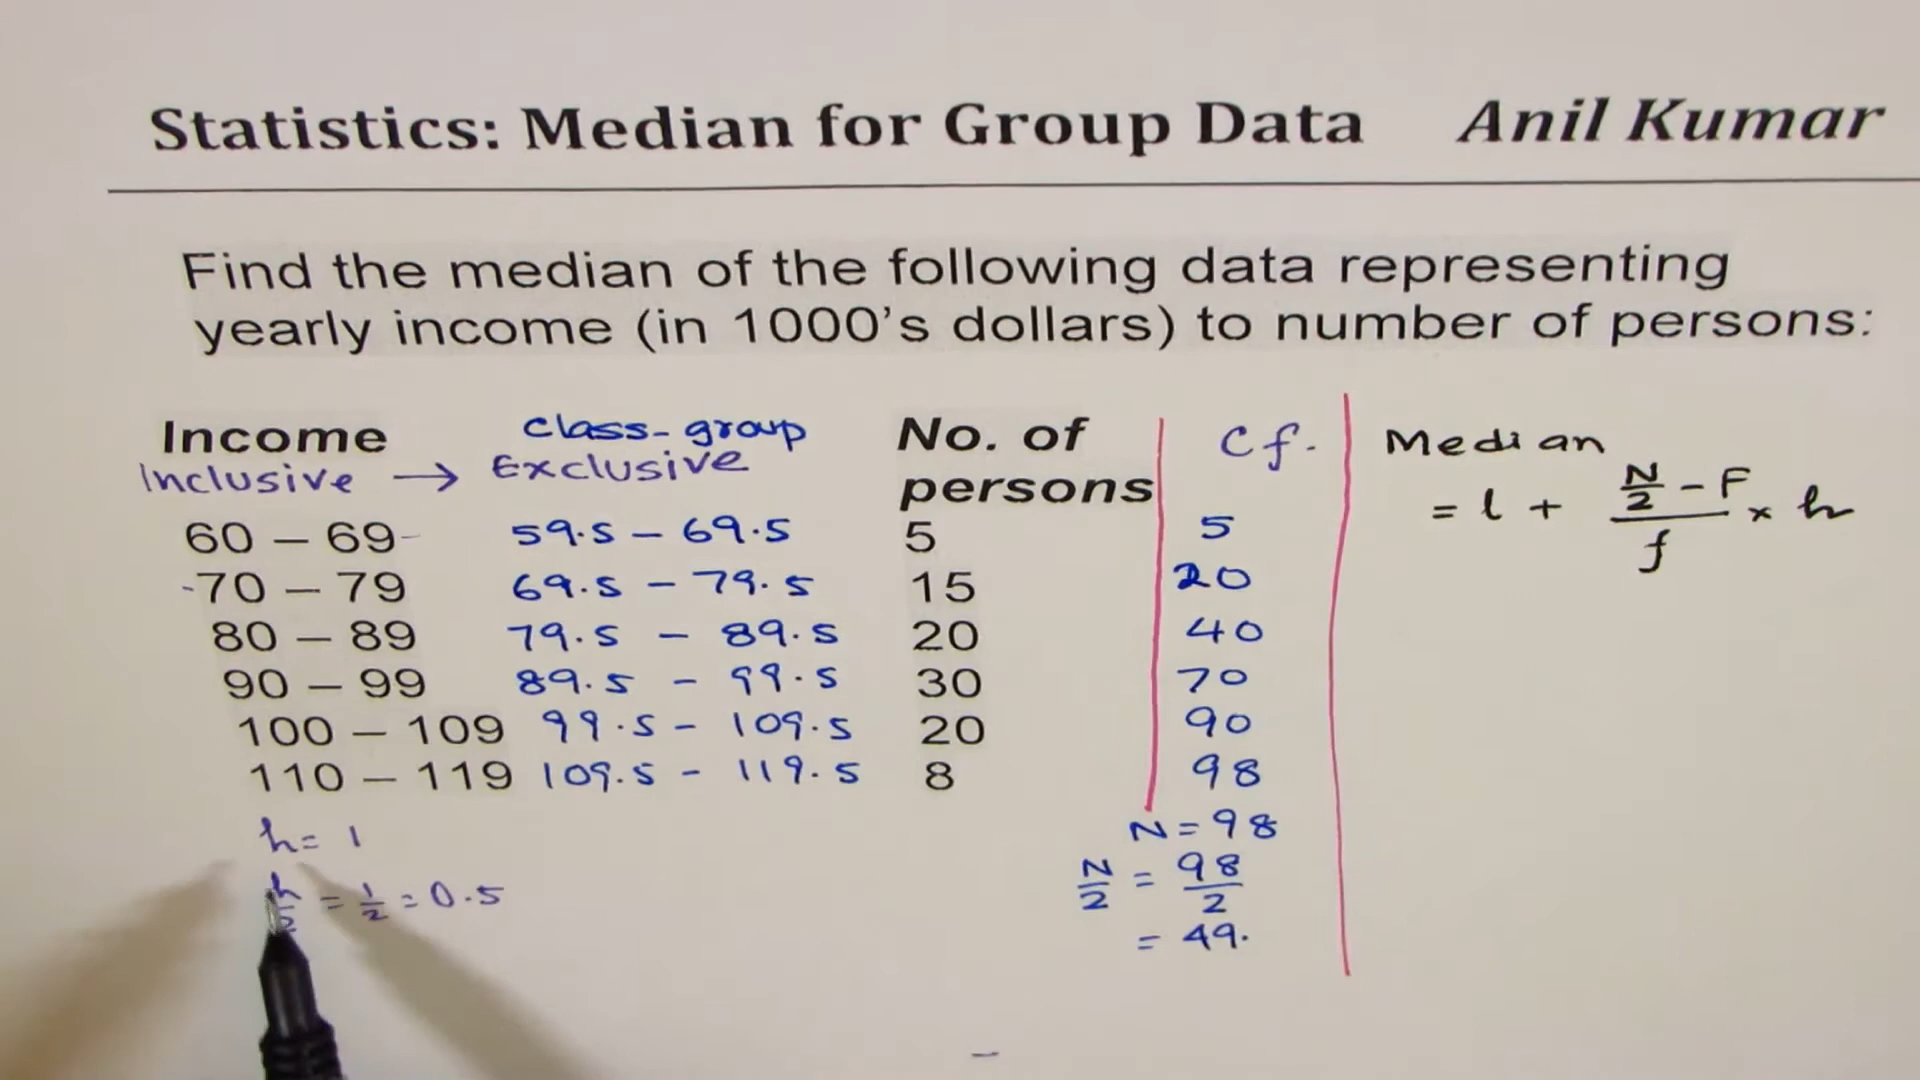 Statistics: Median for Group Data Anil Kumar
Find the median of the following data representing
yearly income (in 1000's dollars) to number of persons:
Income class-group No. of persons Cf. Median
Inclusive → Exclusive = l + (N/2 - F)/f × h
60 – 69 59.5 – 69.5 5 5
70 – 79 69.5 – 79.5 15 20
80 – 89 79.5 – 89.5 20 40
90 – 99 89.5 – 99.5 30 70
100 – 109 99.5 – 109.5 20 90
110 – 119 109.5 – 119.5 8 98
h = 1 N = 98
h/2 = 1/2 = 0.5 N/2 = 98/2
= 49.